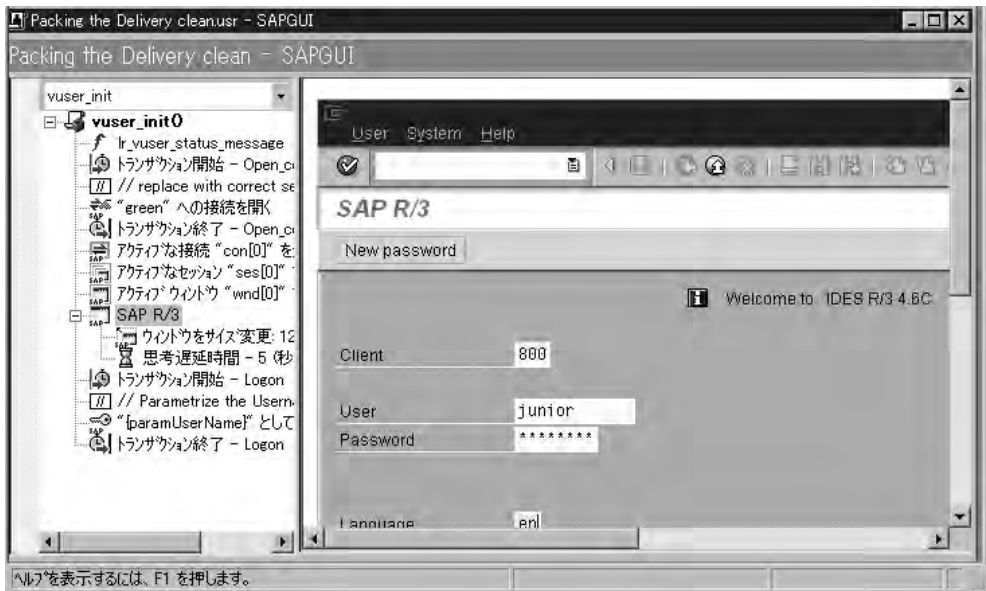 Packing the Delivery clean.usr - SAPGUI
Packing the Delivery clean - SAPGUI
vuser_init
vuser_init()
lr_vuser_status_message
トランザクション開始 - Open_c
// replace with correct se
"green" への接続を開く
トランザクション終了 - Open_c
アクティブな接続 "con[0]" を
アクティブなセッション "ses[0]"
アクティブ ウィンドウ "wnd[0]"
SAP R/3
ウィンドウをサイズ変更: 12
思考遅延時間 - 5 (秒
トランザクション開始 - Logon
// Parametrize the Usern
"{paramUserName}" として
トランザクション終了 - Logon
User System Help
SAP R/3
New password
Welcome to IDES R/3 4.6C
Client 800
User junior
Password ********
Language en
ヘルプを表示するには、F1 を押します。